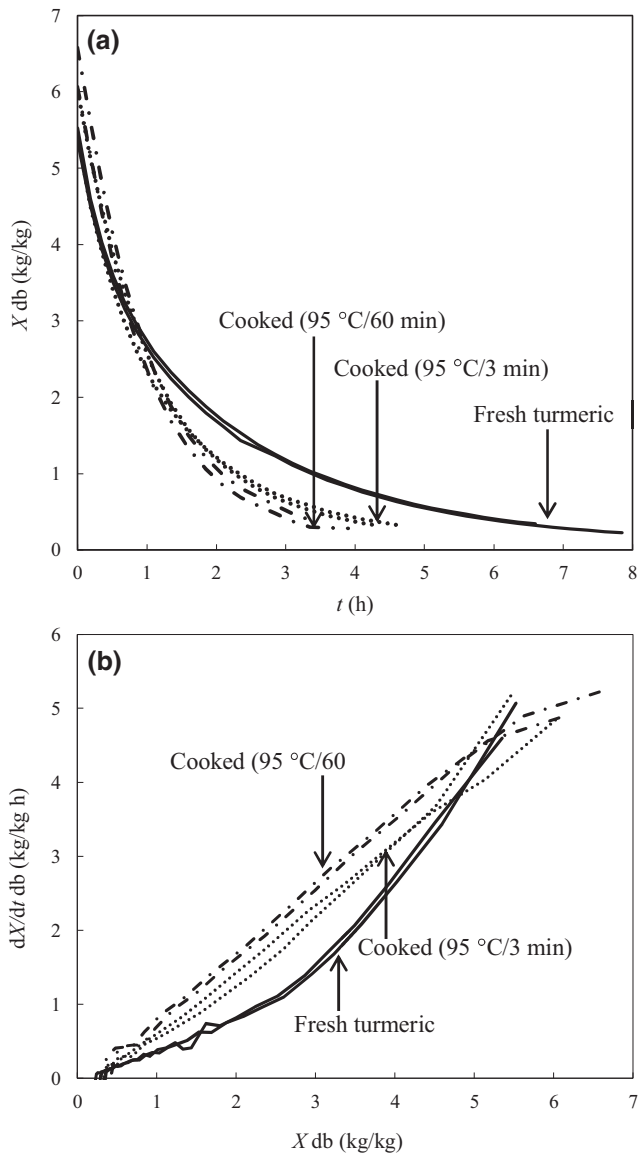 (a)
7
6
5
4
3
2
1
0
X db (kg/kg)
Cooked (95 °C/60 min)
Cooked (95 °C/3 min)
Fresh turmeric
0 1 2 3 4 5 6 7 8
t (h)
(b)
6
5
4
3
2
1
0
dX/dt db (kg/kg h)
Cooked (95 °C/60
Cooked (95 °C/3 min)
Fresh turmeric
0 1 2 3 4 5 6 7
X db (kg/kg)